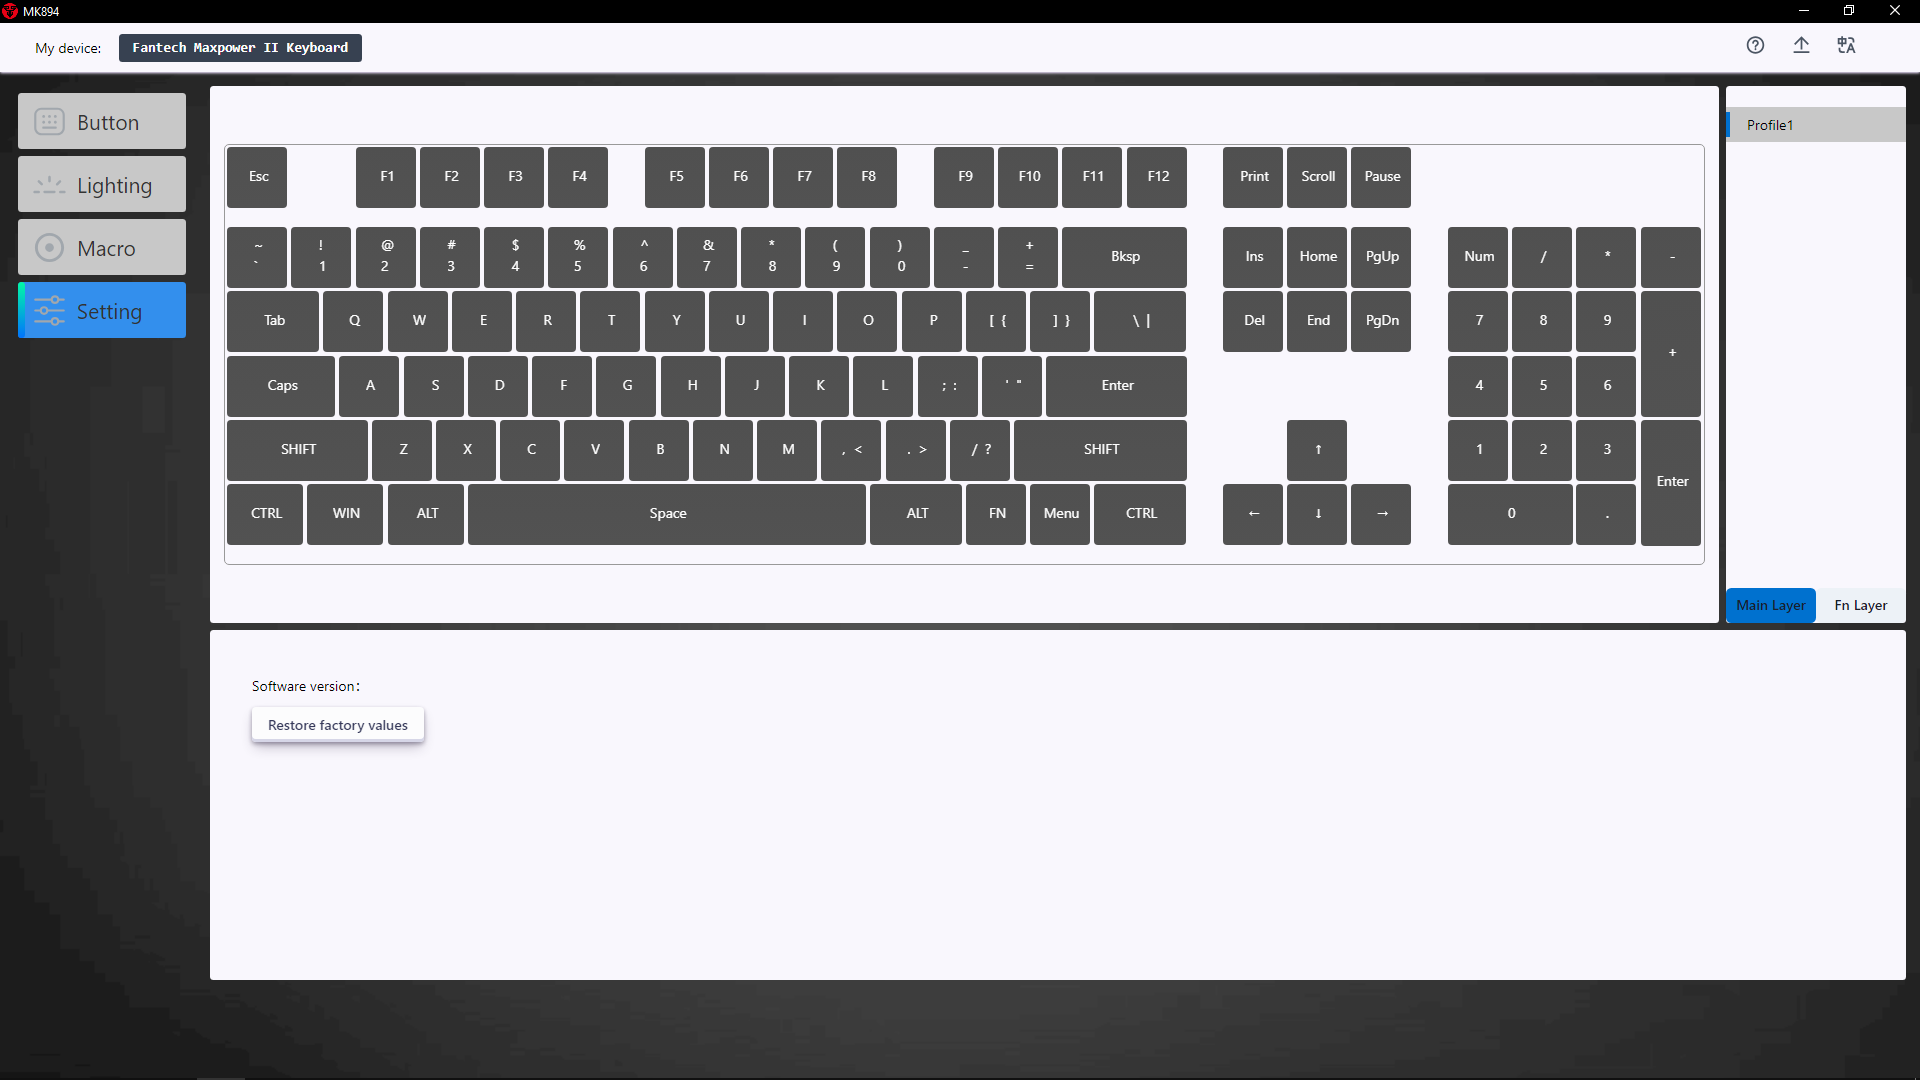 MK894
My device: Fantech Maxpower II Keyboard
Button
Lighting
Macro
Setting
Esc F1 F2 F3 F4 F5 F6 F7 F8 F9 F10 F11 F12 Print Scroll Pause
~ ! @ # $ % ^ & * ( ) _ +
` 1 2 3 4 5 6 7 8 9 0 - = Bksp Ins Home PgUp Num / * -
Tab Q W E R T Y U I O P [ { ] } \ | Del End PgDn 7 8 9
+
Caps A S D F G H J K L ; : ' " Enter 4 5 6
SHIFT Z X C V B N M , < . > / ? SHIFT ↑ 1 2 3
Enter
CTRL WIN ALT Space ALT FN Menu CTRL ← ↓ → 0 .
Profile1
Main Layer Fn Layer
Software version:
Restore factory values